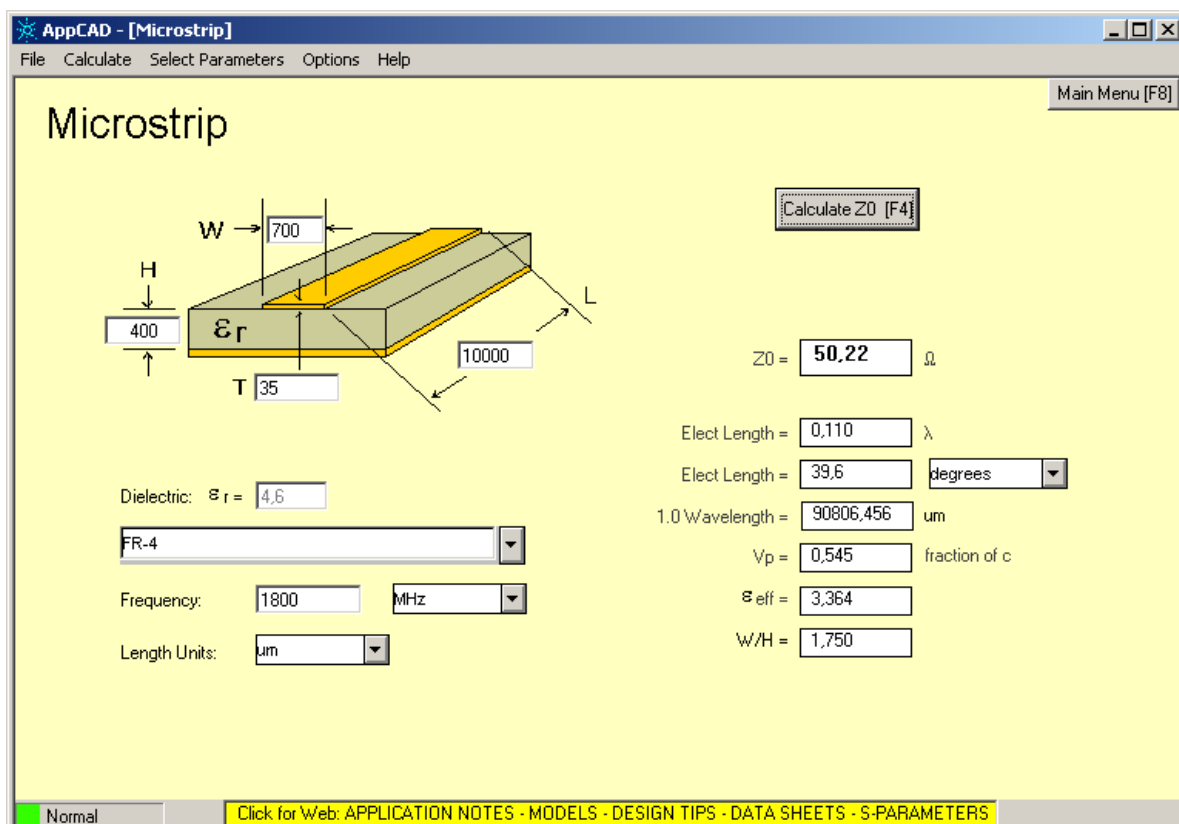 AppCAD - [Microstrip]
File Calculate Select Parameters Options Help
Main Menu [F8]
Microstrip
Calculate Z0 [F4]
W 700
H
400
εr
L
10000
T 35
Z0 = 50,22 Ω
Elect Length = 0,110 λ
Elect Length = 39,6 degrees
1.0 Wavelength = 90806,456 um
Vp = 0,545 fraction of c
εeff = 3,364
W/H = 1,750
Dielectric: εr = 4,6
FR-4
Frequency: 1800 MHz
Length Units: um
Normal
Click for Web: APPLICATION NOTES - MODELS - DESIGN TIPS - DATA SHEETS - S-PARAMETERS